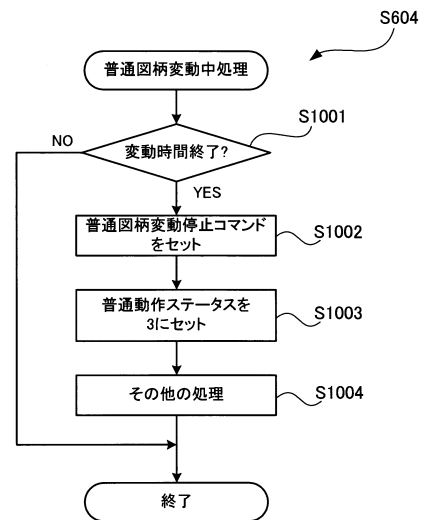 S604
普通図柄変動中処理
S1001
変動時間終了?
NO
YES
普通図柄変動停止コマンド
をセット
S1002
普通動作ステータスを
3にセット
S1003
その他の処理
S1004
終了